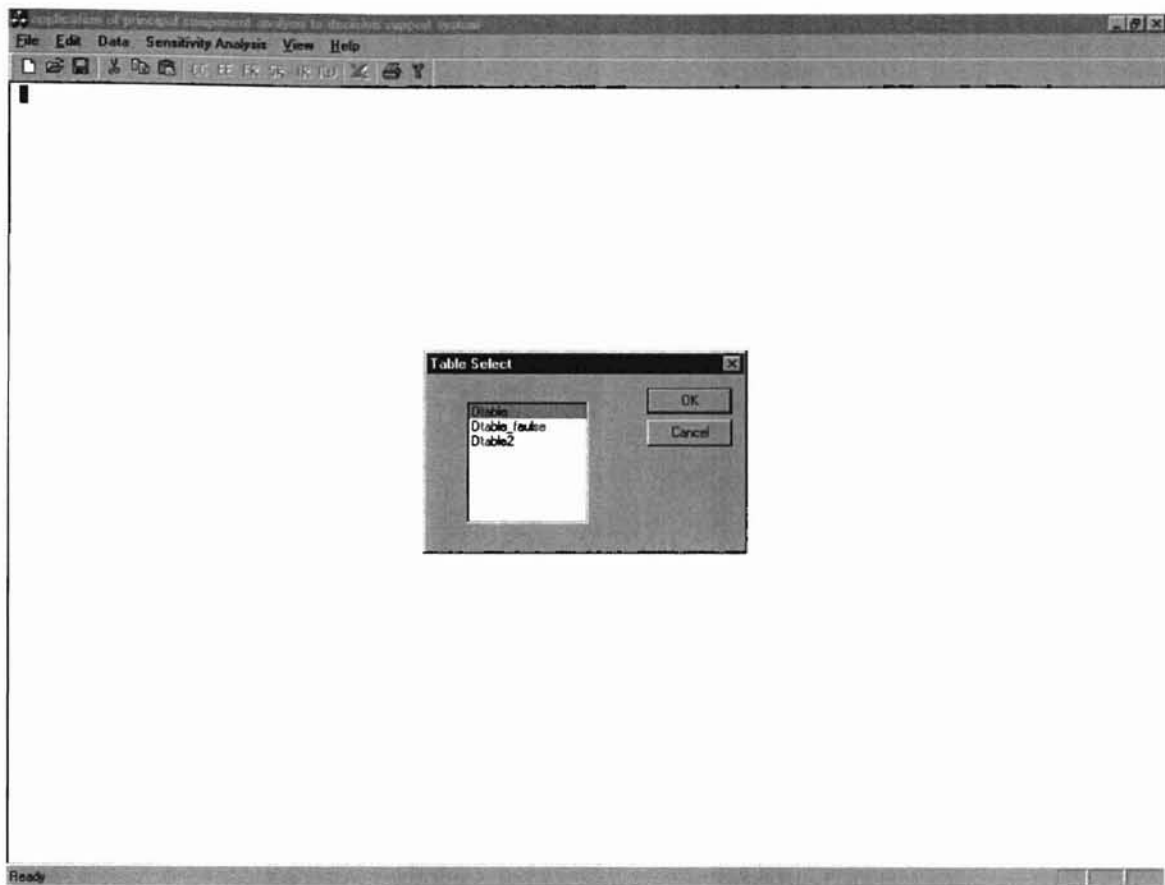 application of principal component analysis to decision support system
File Edit Data Sensitivity Analysis View Help
Table Select
Dtable
Dtable_faulse
Dtable2
OK
Cancel
Ready